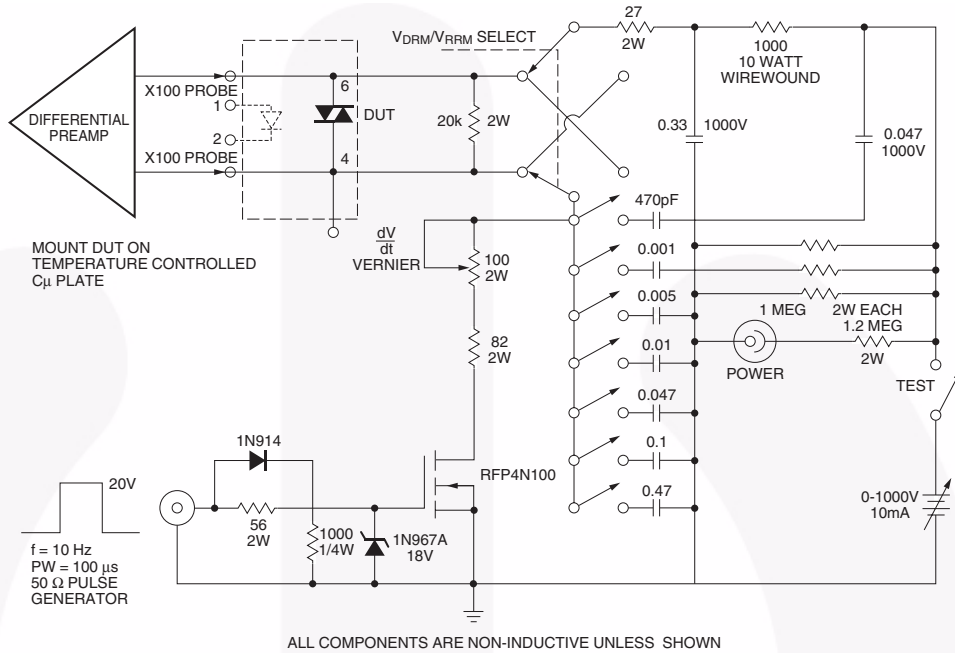 27
2W
V_DRM/V_RRM SELECT
1000
10 WATT
WIREWOUND
X100 PROBE
6
1
DIFFERENTIAL
PREAMP
DUT
20k
2W
0.33
1000V
0.047
1000V
2
X100 PROBE
4
470pF
MOUNT DUT ON
TEMPERATURE CONTROLLED
Cμ PLATE
dV
dt
VERNIER
100
2W
0.001
0.005
1 MEG
2W EACH
1.2 MEG
82
2W
0.01
2W
POWER
TEST
0.047
1N914
RFP4N100
0.1
20V
0-1000V
10mA
0.47
56
2W
1000
1/4W
1N967A
18V
f = 10 Hz
PW = 100 μs
50 Ω PULSE
GENERATOR
ALL COMPONENTS ARE NON-INDUCTIVE UNLESS SHOWN